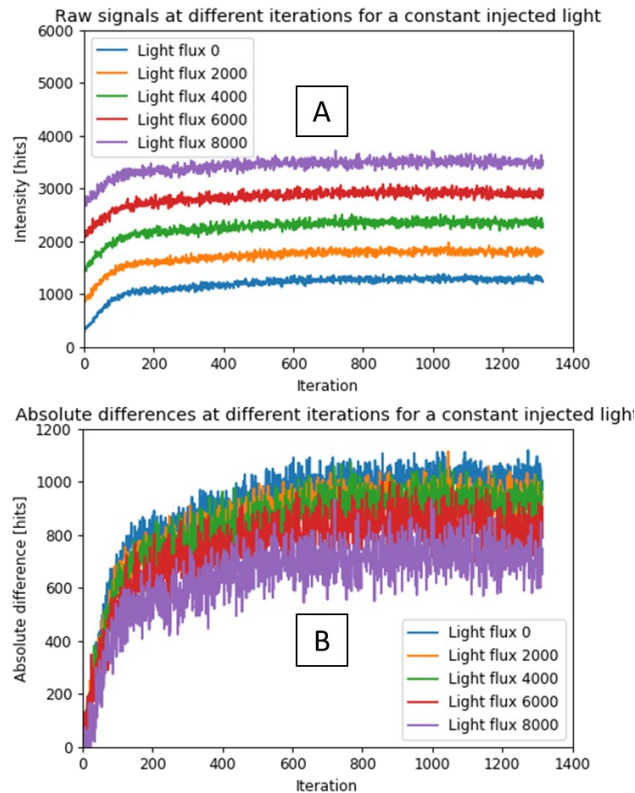 Raw signals at different iterations for a constant injected light
6000
5000
4000
3000
2000
1000
0
Intensity [hits]
Light flux 0
Light flux 2000
Light flux 4000
Light flux 6000
Light flux 8000
A
0 200 400 600 800 1000 1200 1400
Iteration
Absolute differences at different iterations for a constant injected light
1200
1000
800
600
400
200
0
Absolute difference [hits]
B
Light flux 0
Light flux 2000
Light flux 4000
Light flux 6000
Light flux 8000
0 200 400 600 800 1000 1200 1400
Iteration